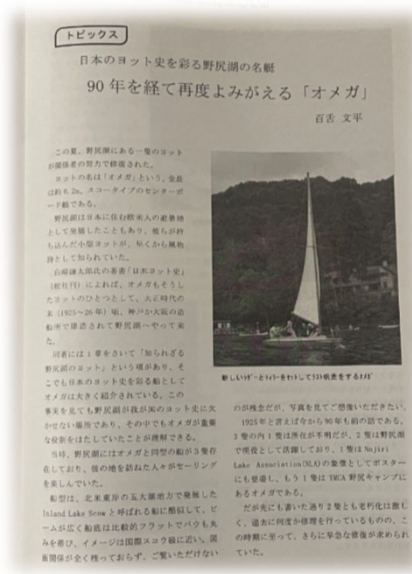 トピックス
日本のヨット史を彩る野尻湖の名艇
90年を経て再度よみがえる「オメガ」
百舌 文平
この夏、野尻湖にある一隻のヨット
が関係者の努力で修復された。
ヨットの名は「オメガ」という。全長
は約6.2m、スコータイプのセンターボ
ード艇である。
野尻湖は日本に住む欧米人の避暑地
として発展したこともあり、彼らが持
ち込んだ小型ヨットが、早くから風物
詩として知られていた。
山崎謙太郎氏の著書「日本ヨット史」
によれば、オメガもそうし
たヨットのひとつとして、大正時代の
末(1925~26年)頃、神戸か大阪の造
船所で建造されて野尻湖へやって来
た。
同書には1章をさいて「知られざる
野尻湖のヨット」という項があり、そ
こでも日本のヨット史を彩る船として
オメガは大きく紹介されている。この
事実を見ても野尻湖が我が国のヨット史に欠
かせない場所であり、その中でもオメガが重要
な役割をはたしていたことが理解できる。
当時、野尻湖にはオメガと同型の船が3隻存
在しており、彼の地を訪ねた人々がセーリング
を楽しんでいた。
船型は、北米東岸の五大湖地方で発展した
Inland Lake Scow と呼ばれる船に酷似して、ビ
ームが広く船底は比較的フラットでバウも丸
みを帯び、イメージは国際スコウ級に近い。図
面関係が全く残っておらず、ご覧いただけない
新しいラダーとティラーをセットしてテスト帆走をするオメガ
のが残念だが、写真を見てご想像いただきたい。
1925年と言えば今から90年も前の話である。
3隻の内1隻は所在が不明だが、2隻は野尻湖
で現役として活躍しており、1隻はNojiri
Lake Association(NLA)の象徴としてポスター
にも登場し、もう1隻はYMCA野尻キャンプに
あるオメガである。
だが先にも書いた通り2隻とも老朽化は激し
く、過去に何度か修理を行っているものの、こ
の時期に至って、さらに早急な修復が求められ
ていた。